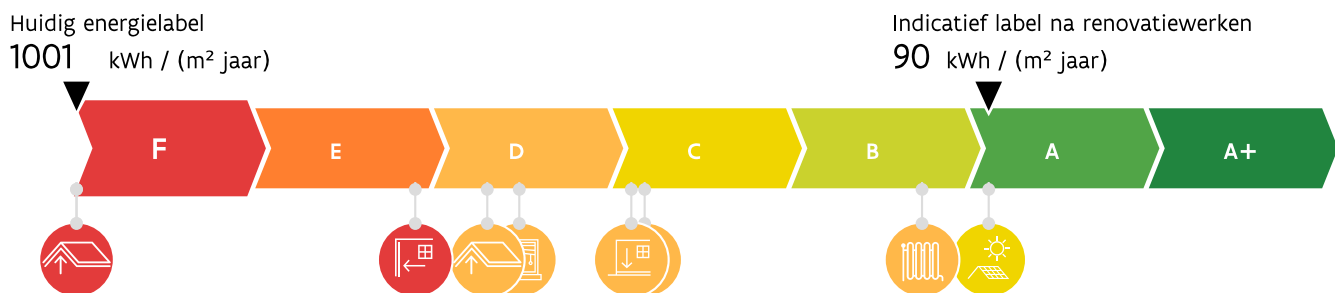 Huidig energielabel
1001 kWh / (m² jaar)
Indicatief label na renovatiewerken
90 kWh / (m² jaar)
F E D C B A A+